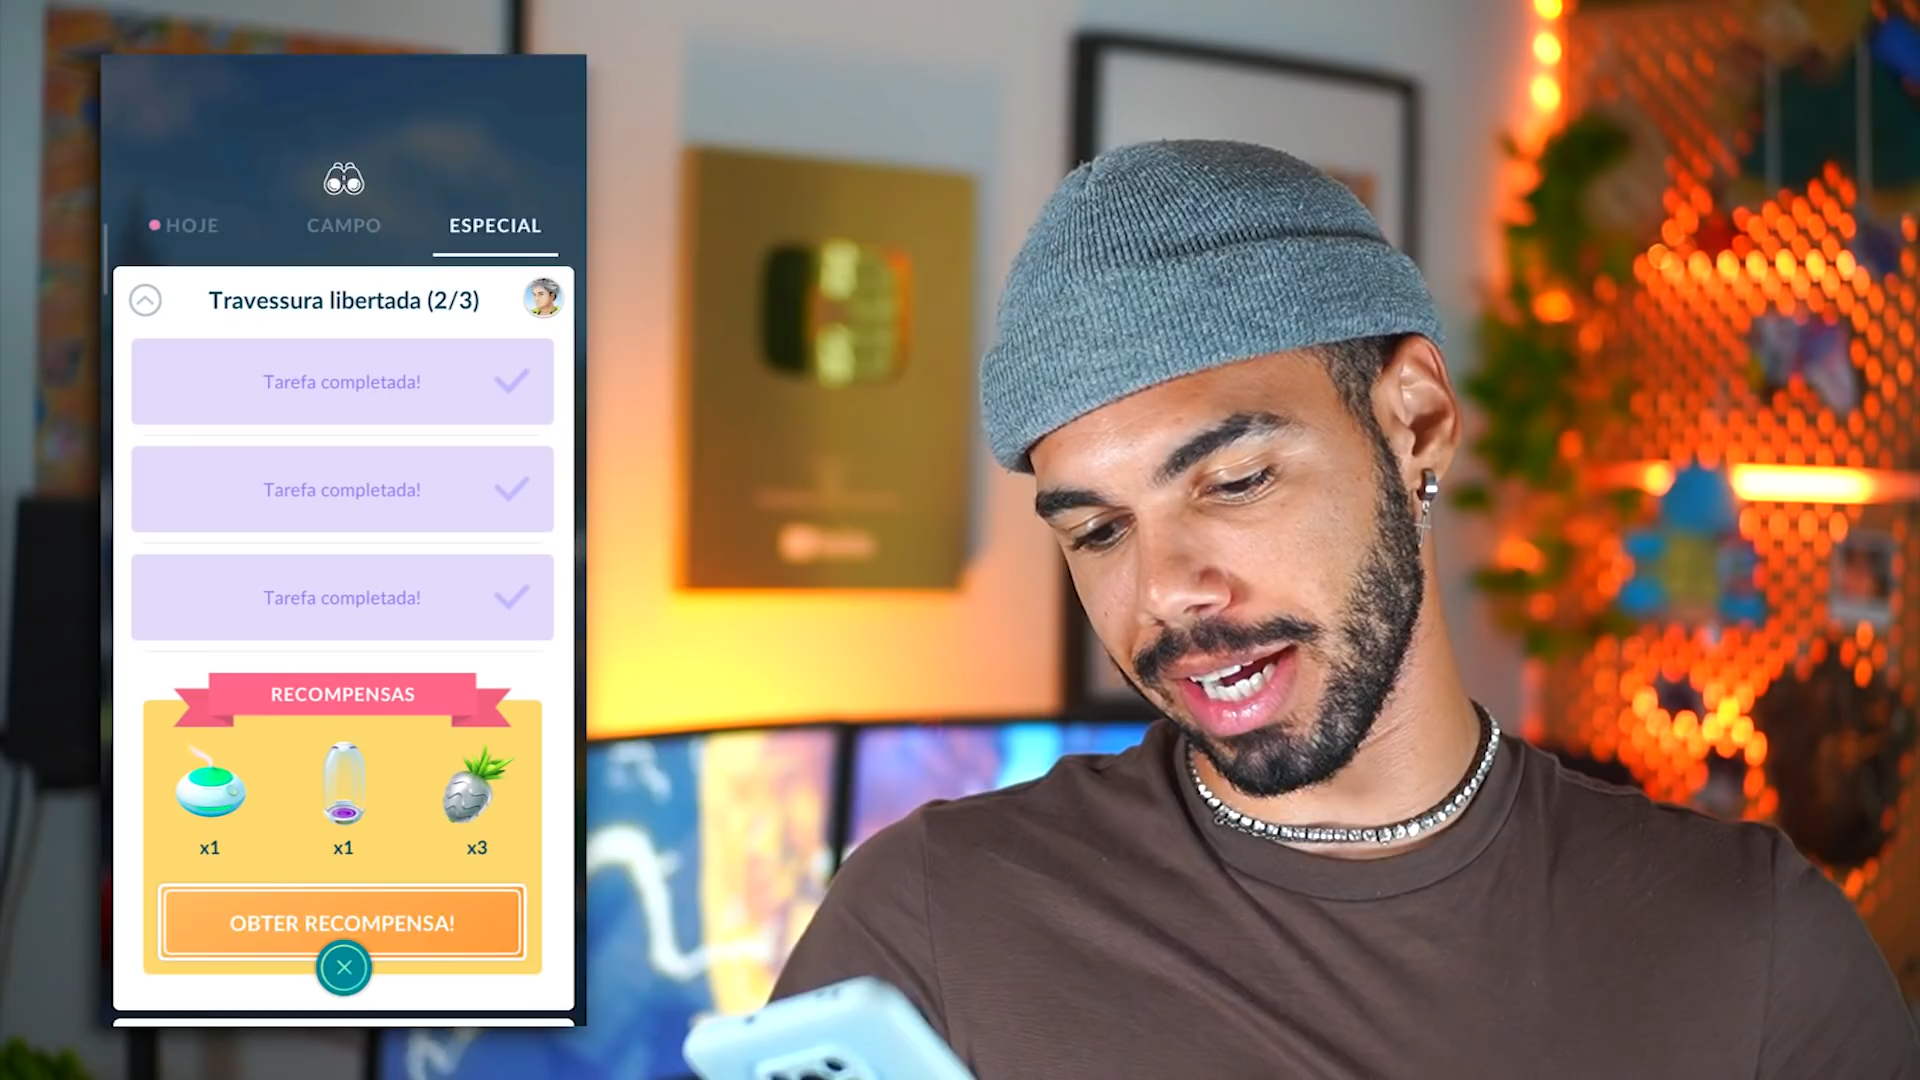 HOJE
CAMPO
ESPECIAL
Travessura libertada (2/3)
Tarefa completada!
Tarefa completada!
Tarefa completada!
RECOMPENSAS
x1
x1
x3
OBTER RECOMPENSA!